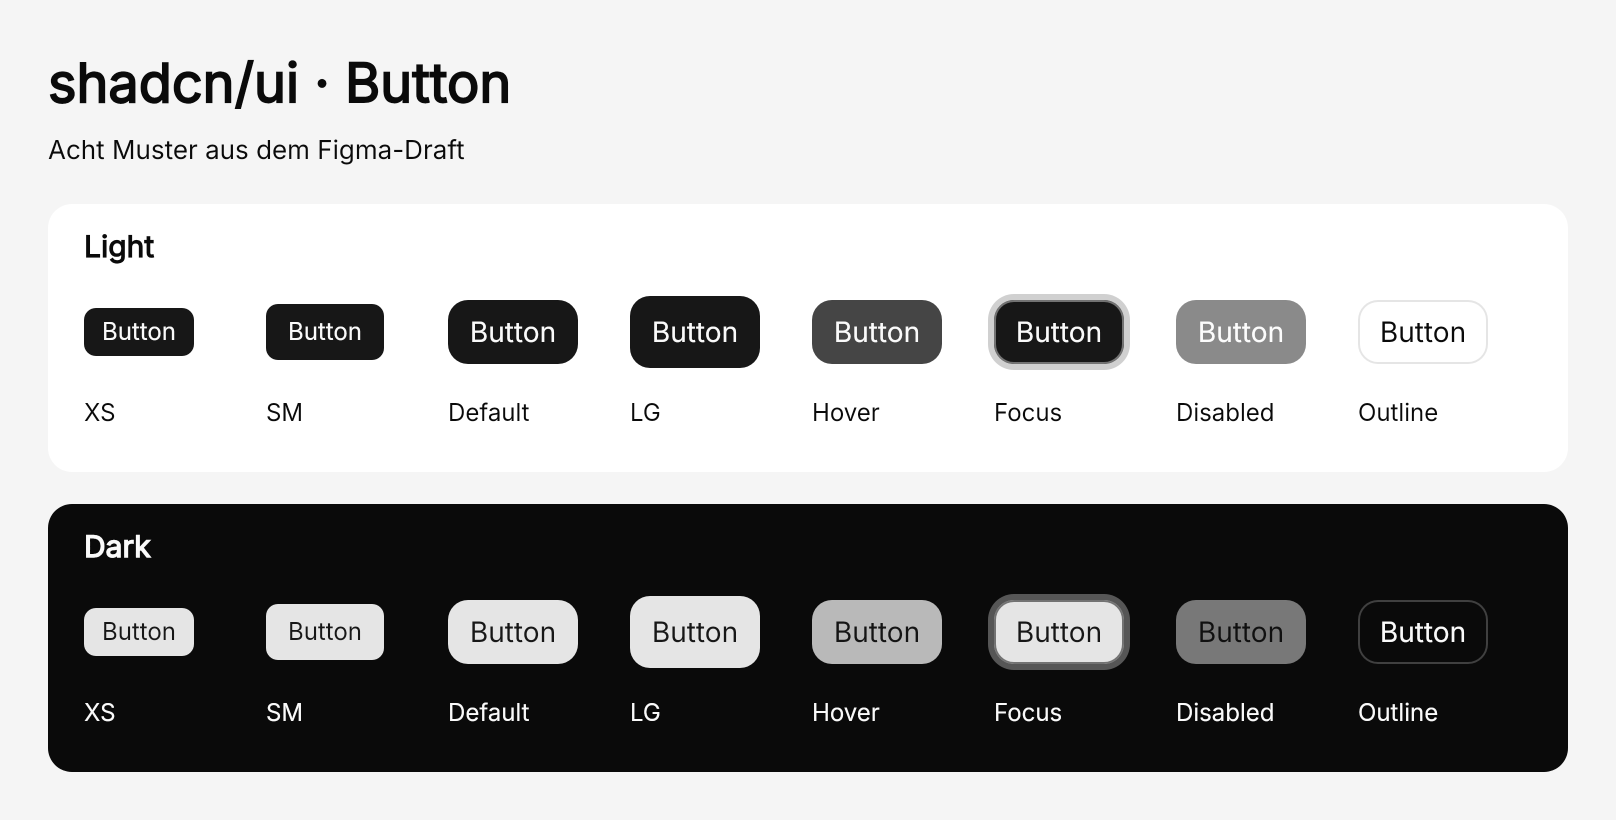 shadcn/ui · Button
Acht Muster aus dem Figma-Draft
Light
Button Button Button Button Button Button Button Button
XS SM Default LG Hover Focus Disabled Outline
Dark
Button Button Button Button Button Button Button Button
XS SM Default LG Hover Focus Disabled Outline